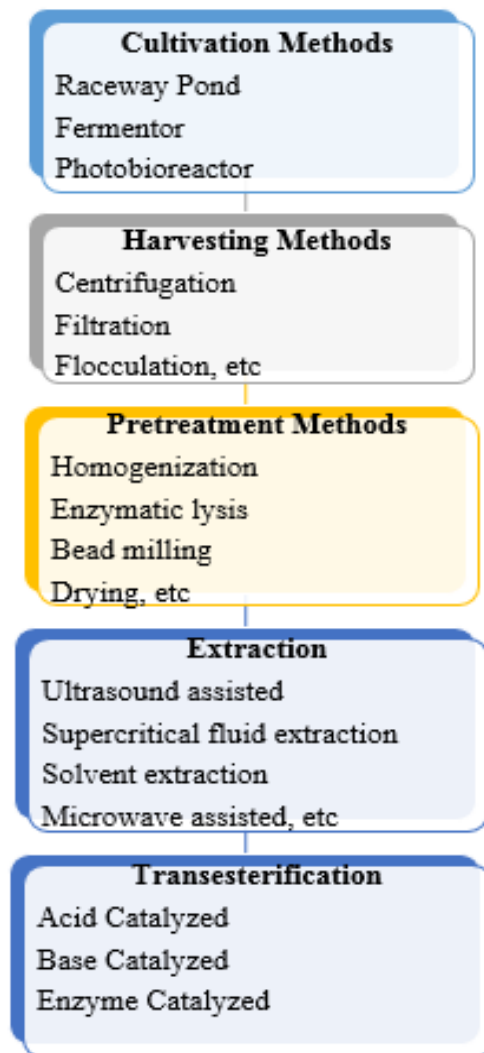 Cultivation Methods
Raceway Pond
Fermentor
Photobioreactor
Harvesting Methods
Centrifugation
Filtration
Flocculation, etc
Pretreatment Methods
Homogenization
Enzymatic lysis
Bead milling
Drying, etc
Extraction
Ultrasound assisted
Supercritical fluid extraction
Solvent extraction
Microwave assisted, etc
Transesterification
Acid Catalyzed
Base Catalyzed
Enzyme Catalyzed